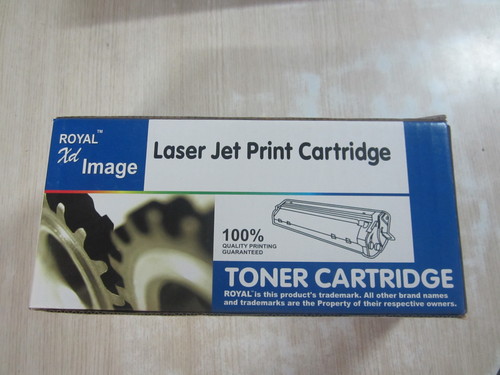 ROYAL™
Xd
Image
Laser Jet Print Cartridge
100%
QUALITY PRINTING
GUARANTEED
TONER CARTRIDGE
ROYAL is this product's trademark. All other brand names
and trademarks are the Property of their respective owners.